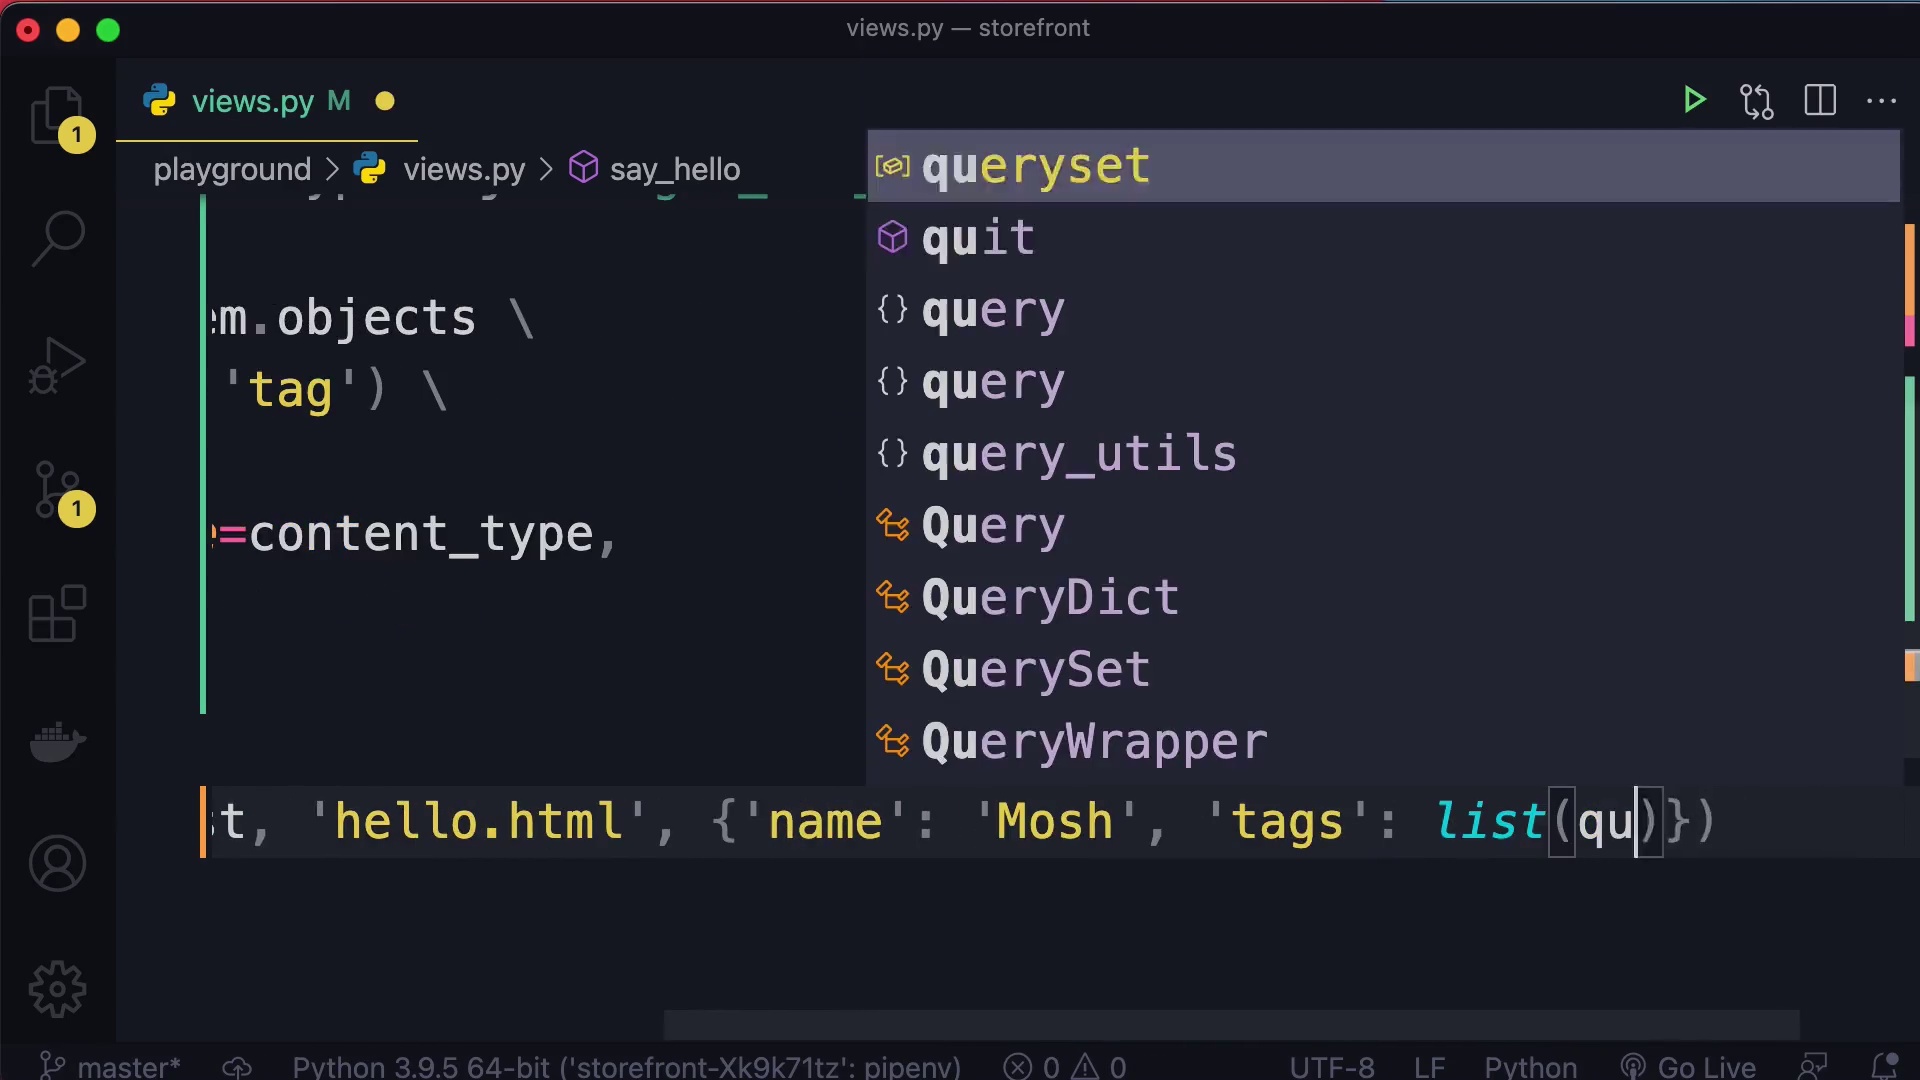 views.py — storefront
views.py M
1
playground > views.py > say_hello
queryset
quit
em.objects \
query
'tag') \
query
query_utils
1
=content_type,
Query
QueryDict
QuerySet
QueryWrapper
st, 'hello.html', {'name': 'Mosh', 'tags': list(qu)})
master* Python 3.9.5 64-bit ('storefront-Xk9k71tz': pipenv) 0 0 UTF-8 LF Python Go Live